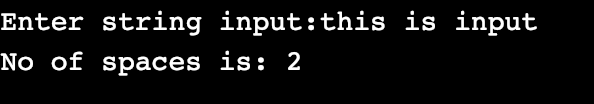 Enter string input:this is input
No of spaces is: 2